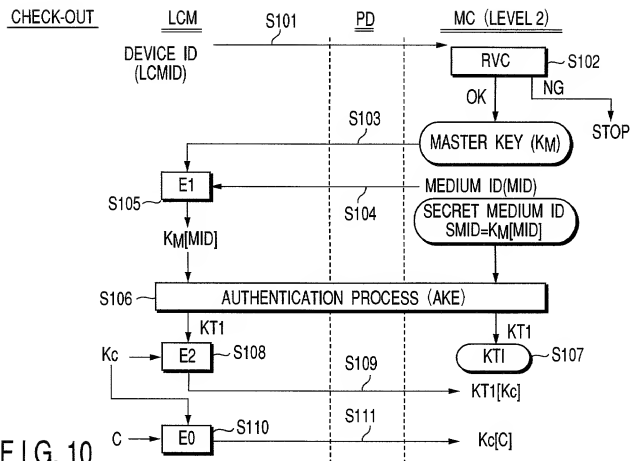 CHECK-OUT LCM PD MC (LEVEL 2)
S101
DEVICE ID
(LCMID)
RVC S102
OK NG
STOP
S103
MASTER KEY (KM)
E1 MEDIUM ID(MID)
S105 S104
SECRET MEDIUM ID
SMID=KM[MID]
KM[MID]
S106 AUTHENTICATION PROCESS (AKE)
KT1 KT1
Kc E2 S108 KTI S107
S109
KT1[Kc]
S111
C E0 S110 Kc[C]
FIG. 10